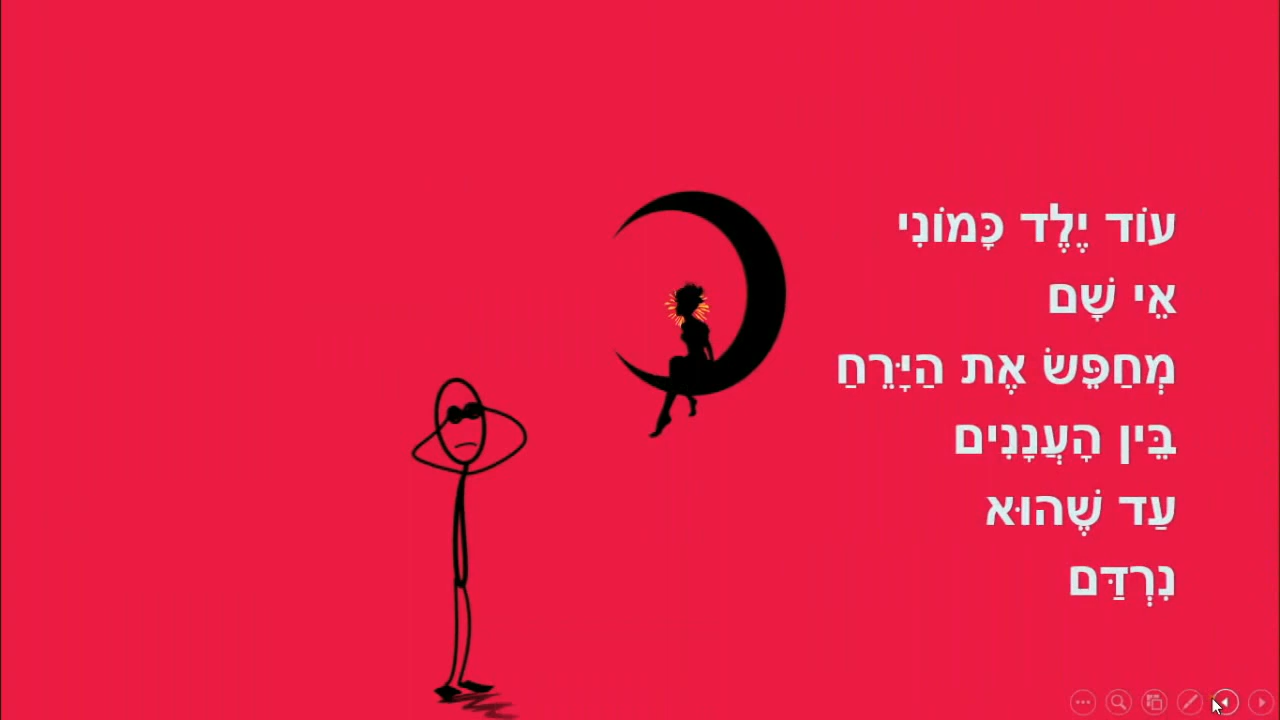 עוֹד יֶלֶד כָּמוֹנִי
אֵי שָׁם
מְחַפֵּשׂ אֶת הַיָּרֵחַ
בֵּין הָעֲנָנִים
עַד שֶׁהוּא
נִרְדַּם